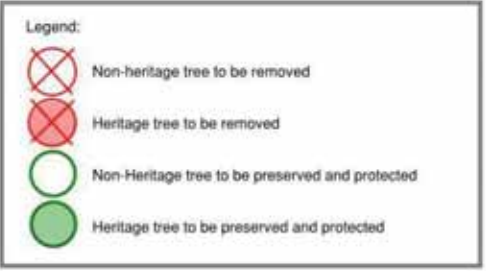 Legend:
Non-heritage tree to be removed
Heritage tree to be removed
Non-Heritage tree to be preserved and protected
Heritage tree to be preserved and protected